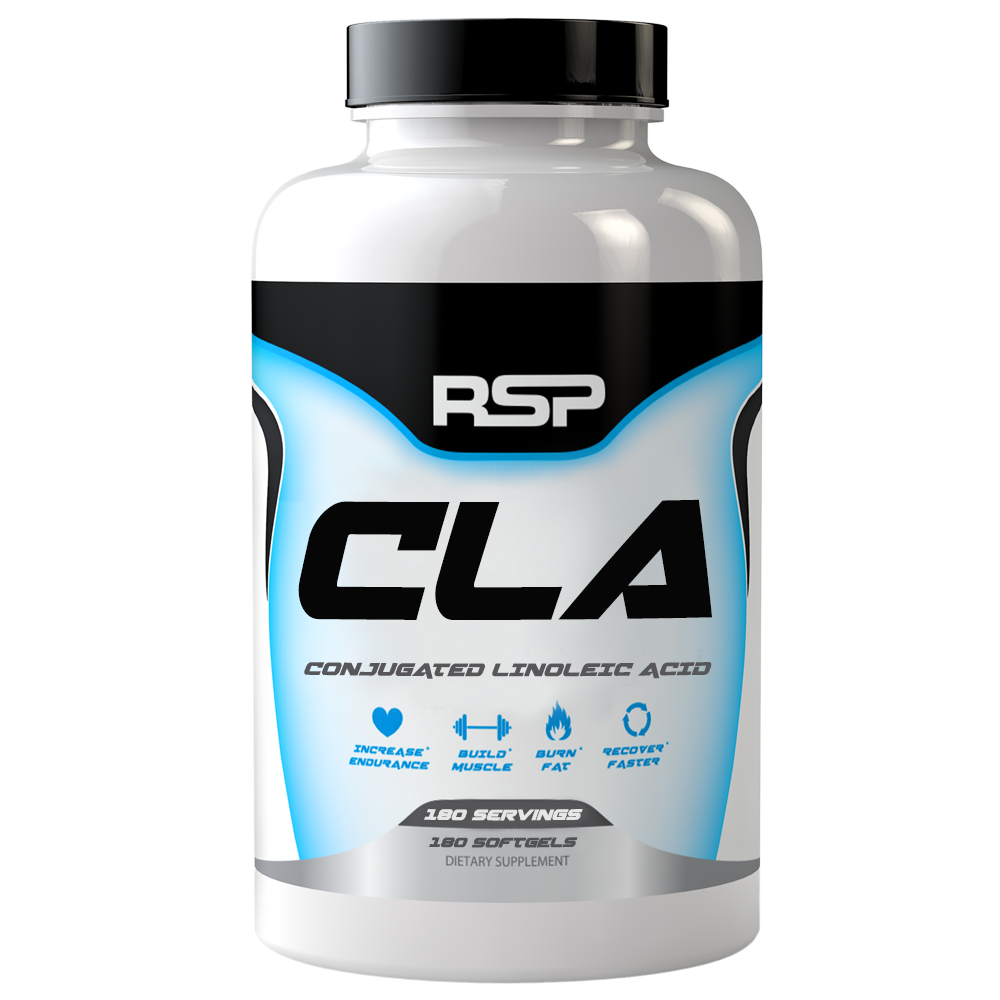 RSP
CLA
CONJUGATED LINOLEIC ACID
INCREASE*
ENDURANCE
BUILD*
MUSCLE
BURN*
FAT
RECOVER*
FASTER
180 SERVINGS
180 SOFTGELS
DIETARY SUPPLEMENT